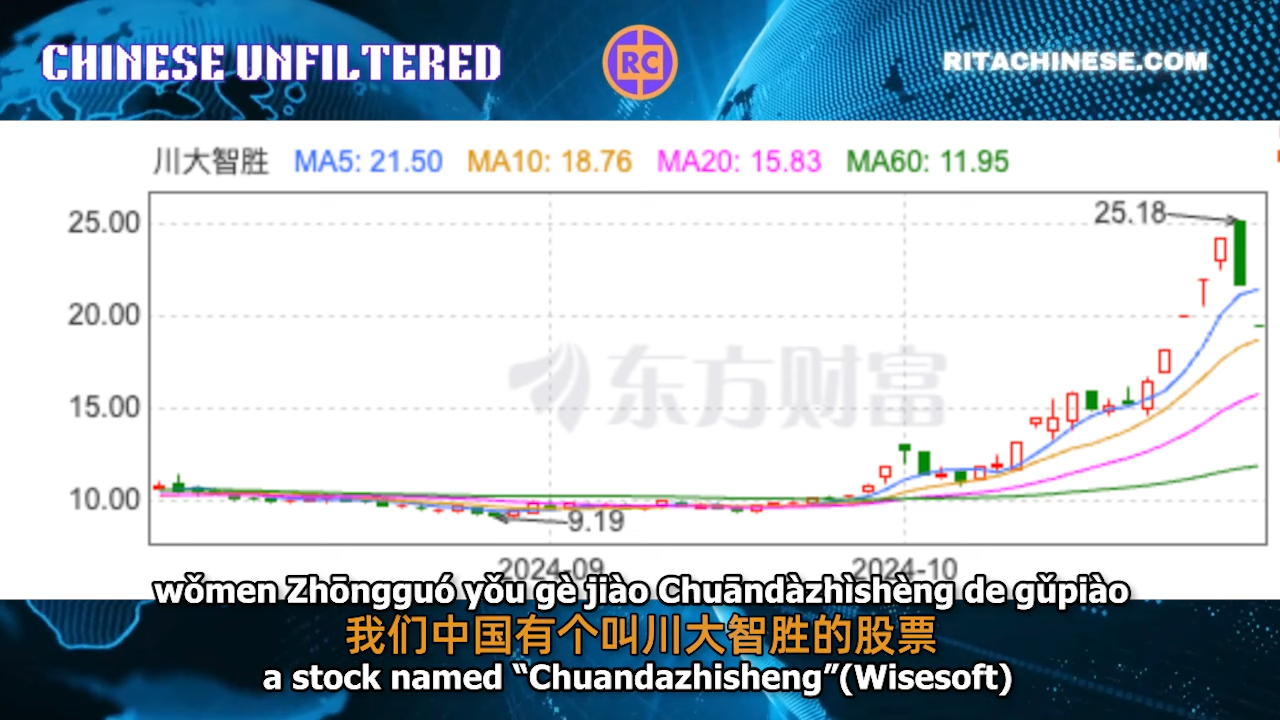 CHINESE UNFILTERED
RC
RITACHINESE.COM
川大智胜 MA5: 21.50 MA10: 18.76 MA20: 15.83 MA60: 11.95
25.18
25.00
20.00
东方财富
15.00
10.00
9.19
2024-09 2024-10
wǒmen Zhōngguó yǒu gè jiào Chuāndàzhìshèng de gǔpiào
我们中国有个叫川大智胜的股票
a stock named “Chuandazhisheng”(Wisesoft)